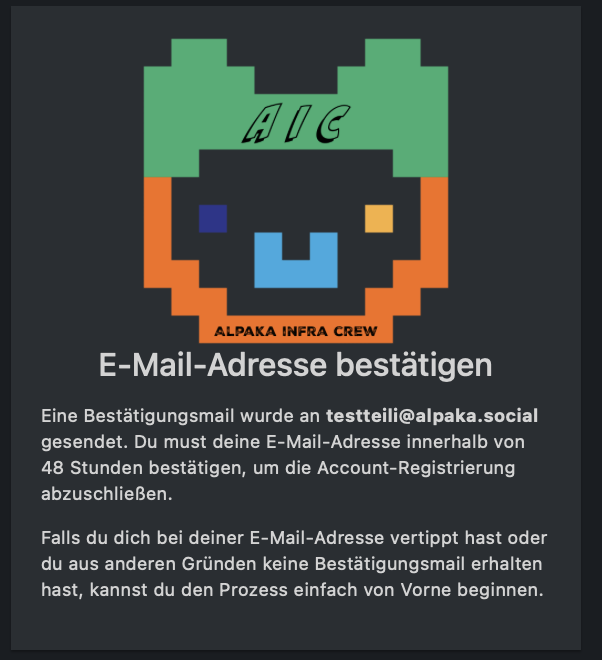 AIC
ALPAKA INFRA CREW
E-Mail-Adresse bestätigen
Eine Bestätigungsmail wurde an testteili@alpaka.social
gesendet. Du must deine E-Mail-Adresse innerhalb von
48 Stunden bestätigen, um die Account-Registrierung
abzuschließen.
Falls du dich bei deiner E-Mail-Adresse vertippt hast oder
du aus anderen Gründen keine Bestätigungsmail erhalten
hast, kannst du den Prozess einfach von Vorne beginnen.